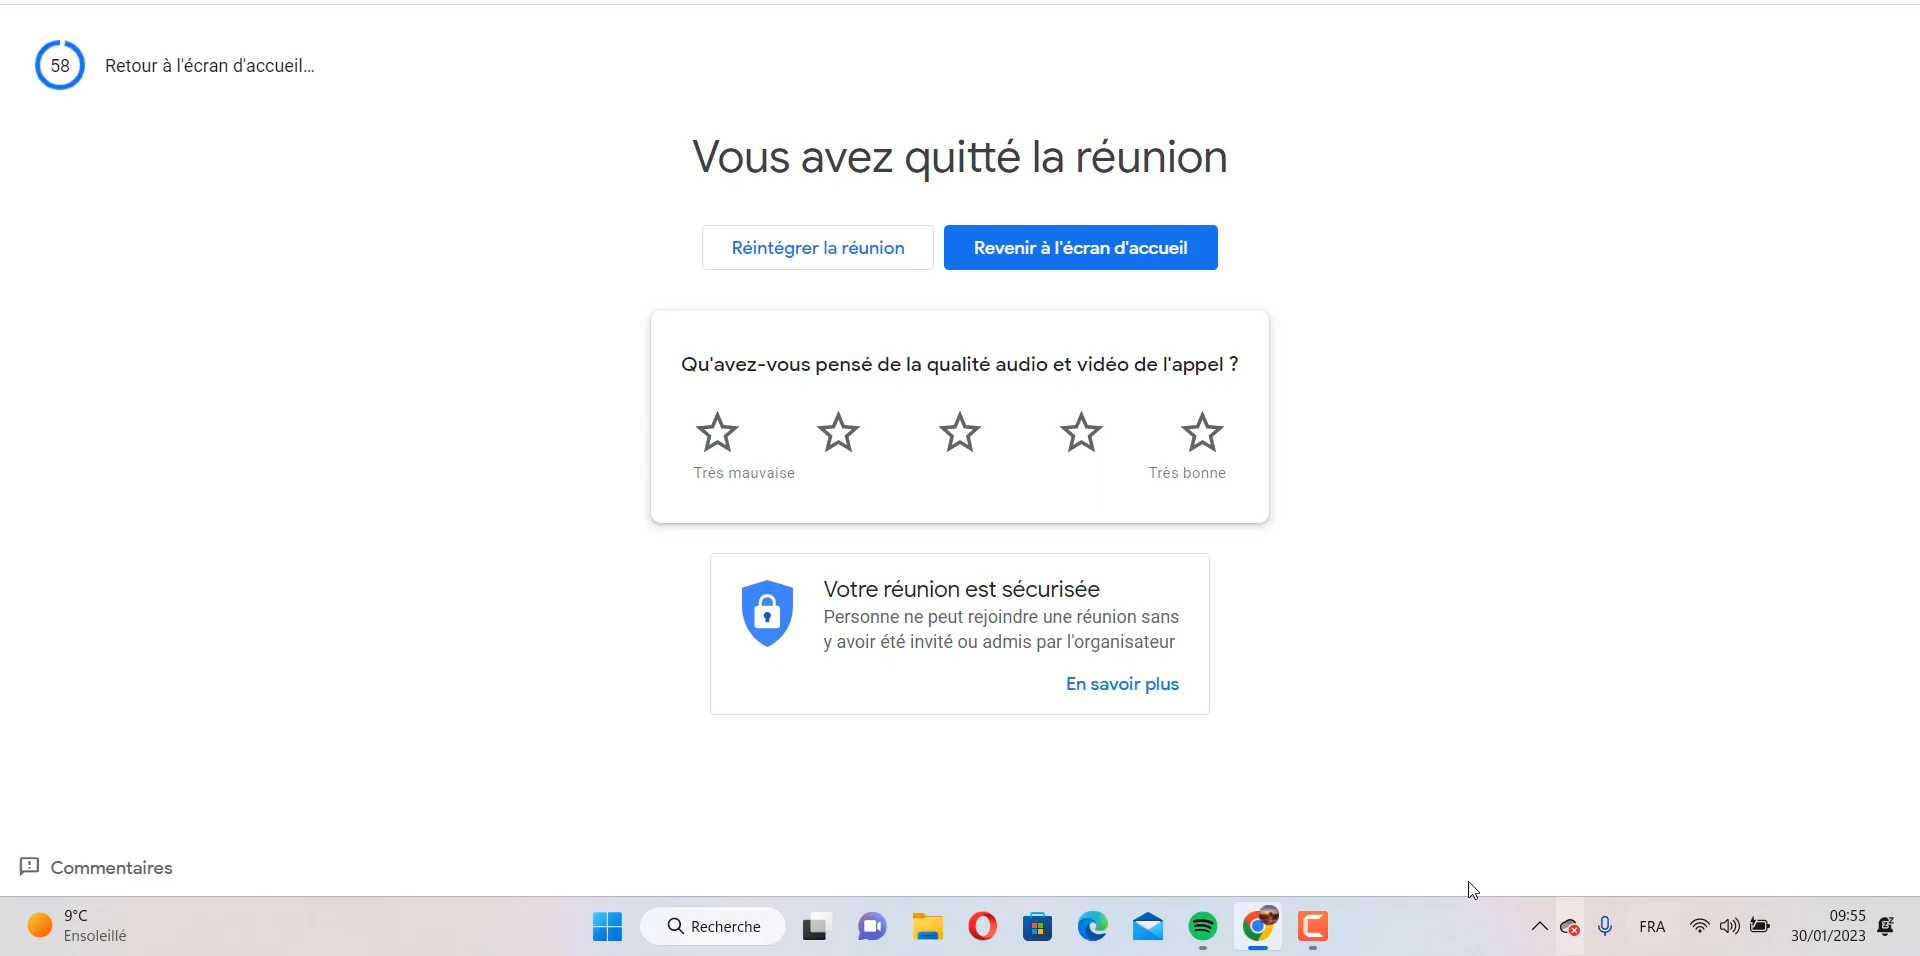 58
Retour à l'écran d'accueil...
Vous avez quitté la réunion
Réintégrer la réunion
Revenir à l'écran d'accueil
Qu'avez-vous pensé de la qualité audio et vidéo de l'appel ?
Très mauvaise
Très bonne
Votre réunion est sécurisée
Personne ne peut rejoindre une réunion sans
y avoir été invité ou admis par l'organisateur
En savoir plus
Commentaires
9°C
Ensoleillé
Recherche
FRA
09:55
30/01/2023